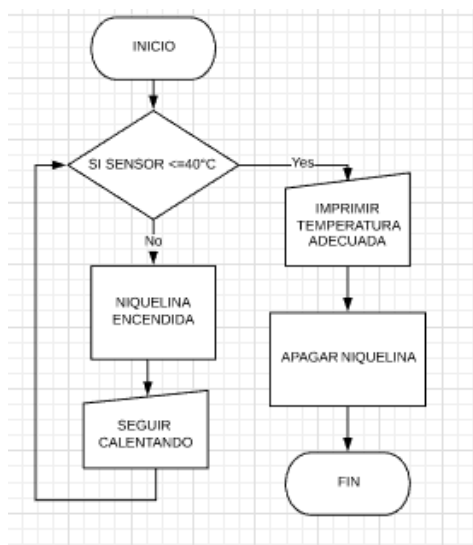 INICIO
SI SENSOR <=40°C
Yes
IMPRIMIR
TEMPERATURA
ADECUADA
No
NIQUELINA
ENCENDIDA
APAGAR NIQUELINA
SEGUIR
CALENTANDO
FIN